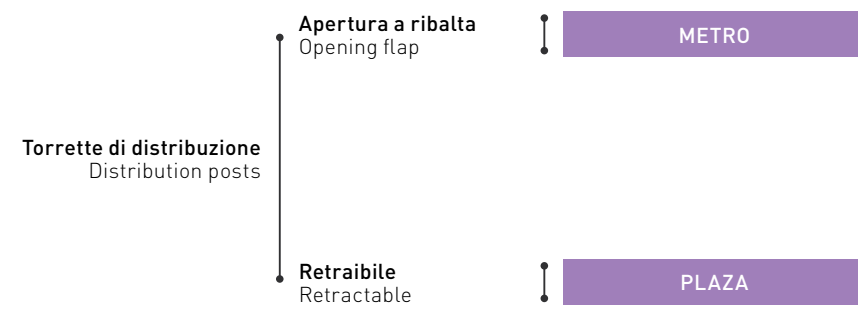 Apertura a ribalta
Opening flap
METRO
Torrette di distribuzione
Distribution posts
Retraibile
Retractable
PLAZA